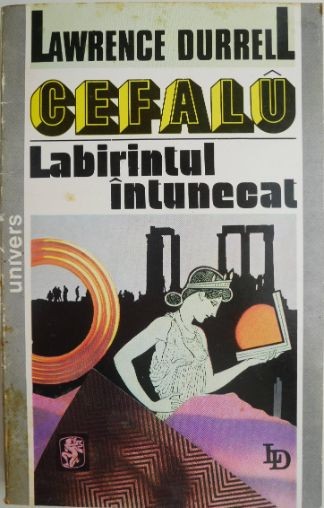 LAWRENCE DURRELL
CEFALÛ
Labirintul
întunecat
univers
LD